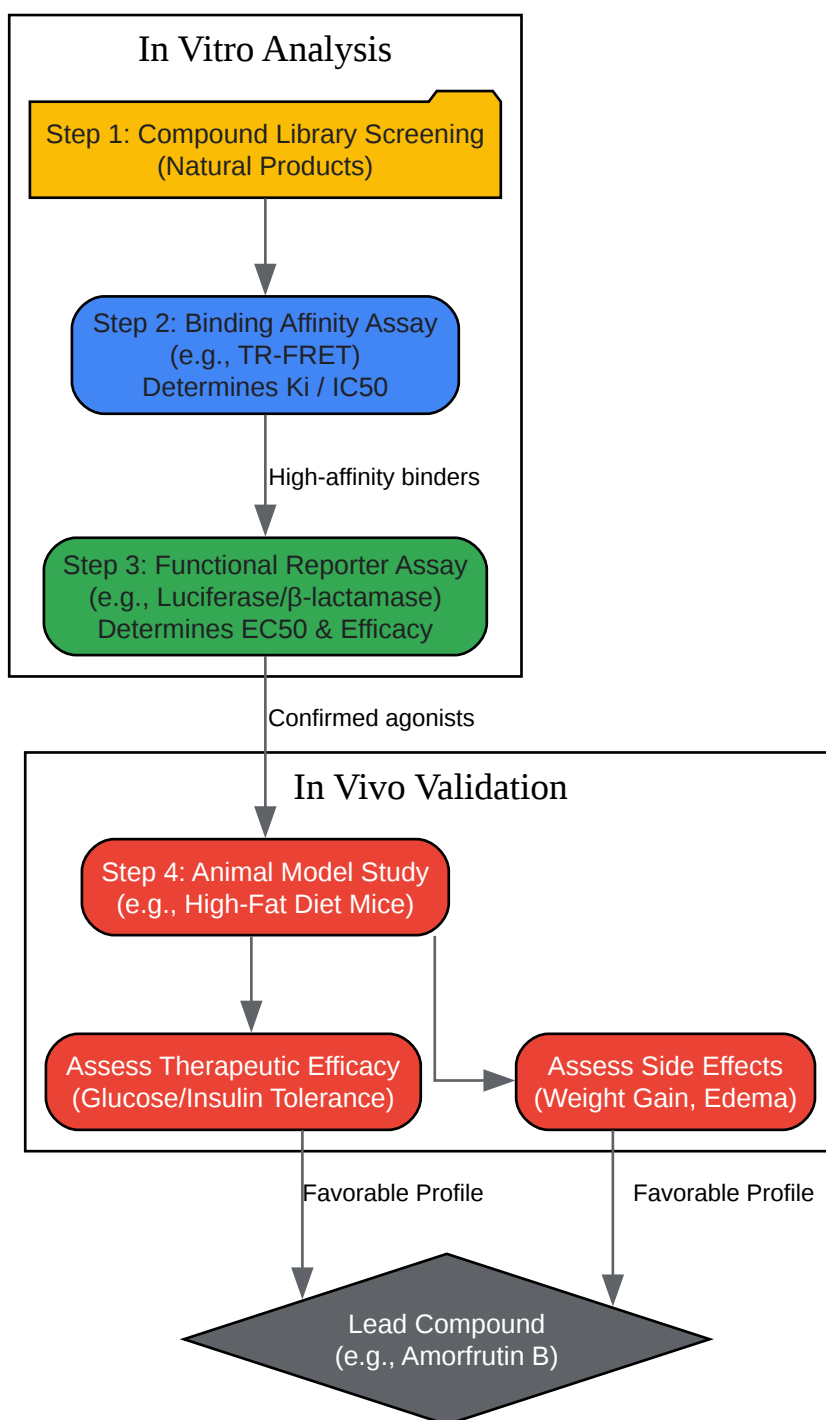 In Vitro Analysis
Step 1: Compound Library Screening
(Natural Products)
Step 2: Binding Affinity Assay
(e.g., TR-FRET)
Determines Ki / IC50
High-affinity binders
Step 3: Functional Reporter Assay
(e.g., Luciferase/β-lactamase)
Determines EC50 & Efficacy
Confirmed agonists
In Vivo Validation
Step 4: Animal Model Study
(e.g., High-Fat Diet Mice)
Assess Therapeutic Efficacy
(Glucose/Insulin Tolerance)
Assess Side Effects
(Weight Gain, Edema)
Favorable Profile
Favorable Profile
Lead Compound
(e.g., Amorfrutin B)